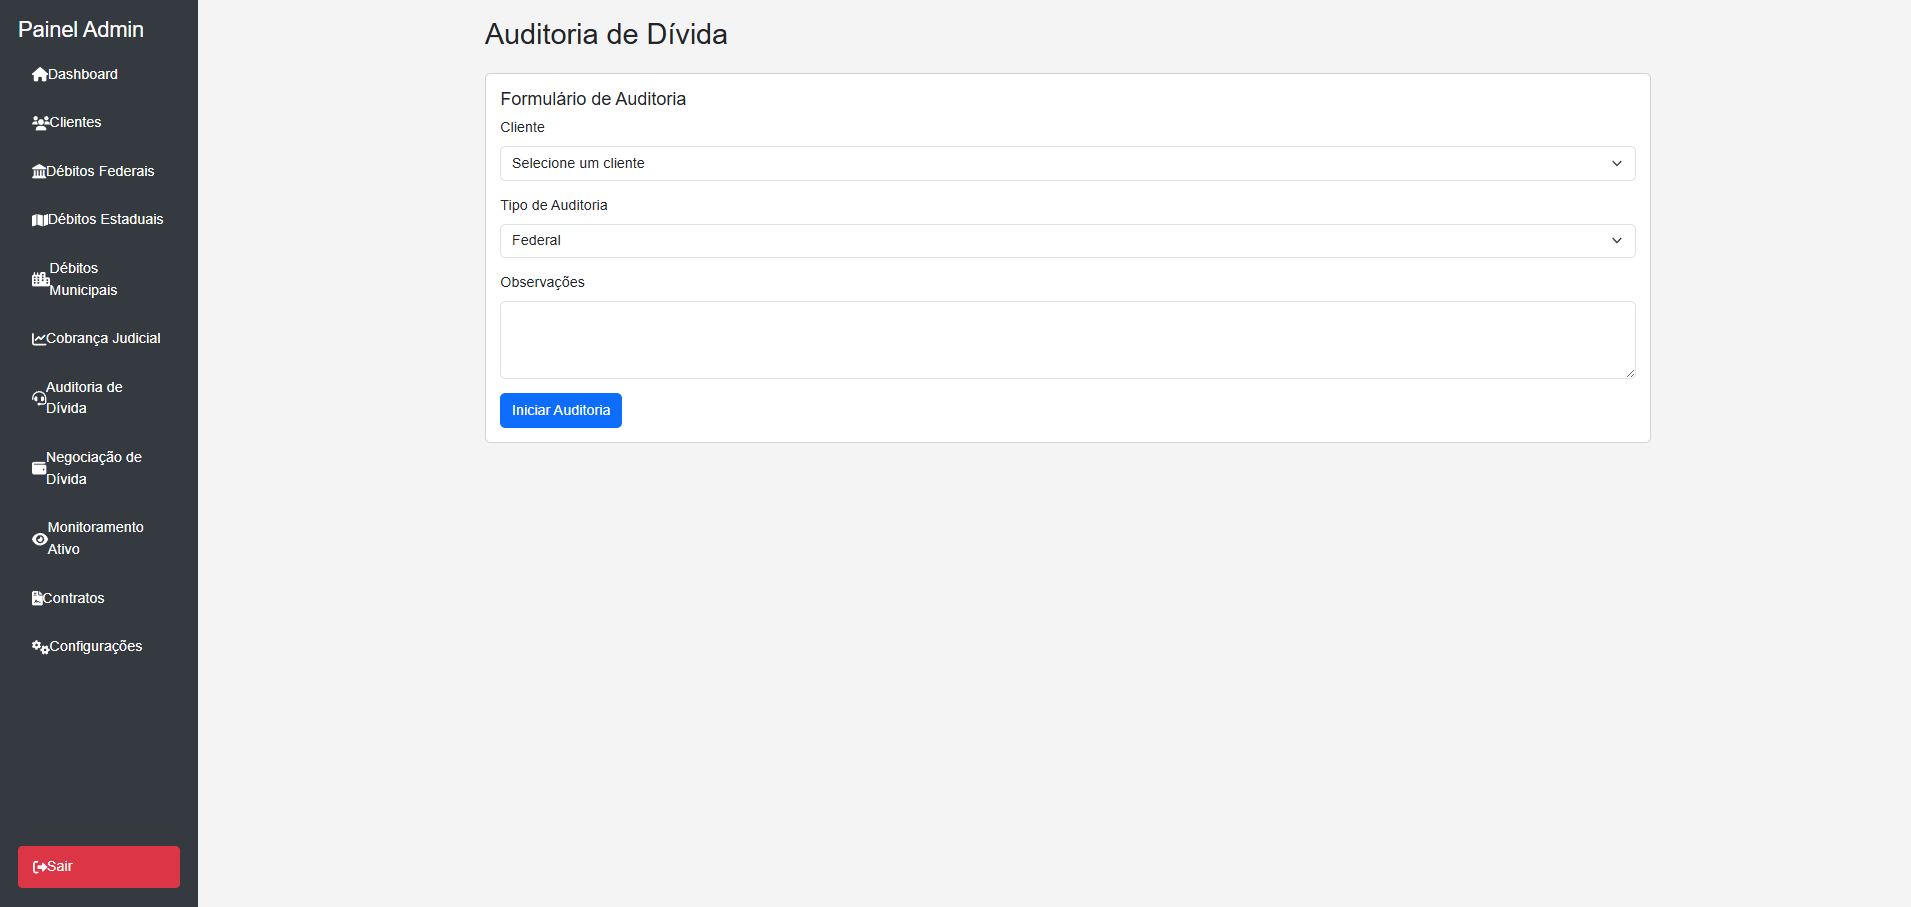 Painel Admin
Dashboard
Clientes
Débitos Federais
Débitos Estaduais
Débitos
Municipais
Cobrança Judicial
Auditoria de
Dívida
Negociação de
Dívida
Monitoramento
Ativo
Contratos
Configurações
Sair
Auditoria de Dívida
Formulário de Auditoria
Cliente
Selecione um cliente
Tipo de Auditoria
Federal
Observações
Iniciar Auditoria